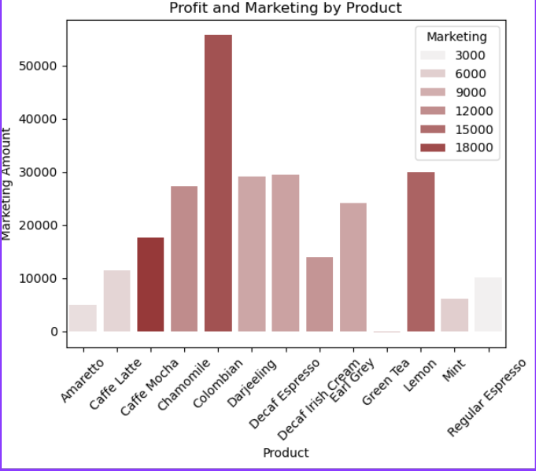 Profit and Marketing by Product
Marketing
3000
6000
9000
12000
15000
18000
Marketing Amount
50000
40000
30000
20000
10000
0
Amaretto
Caffe Latte
Caffe Mocha
Chamomile
Colombian
Darjeeling
Decaf Espresso
Decaf Irish Cream
Earl Grey
Green Tea
Lemon
Mint
Regular Espresso
Product